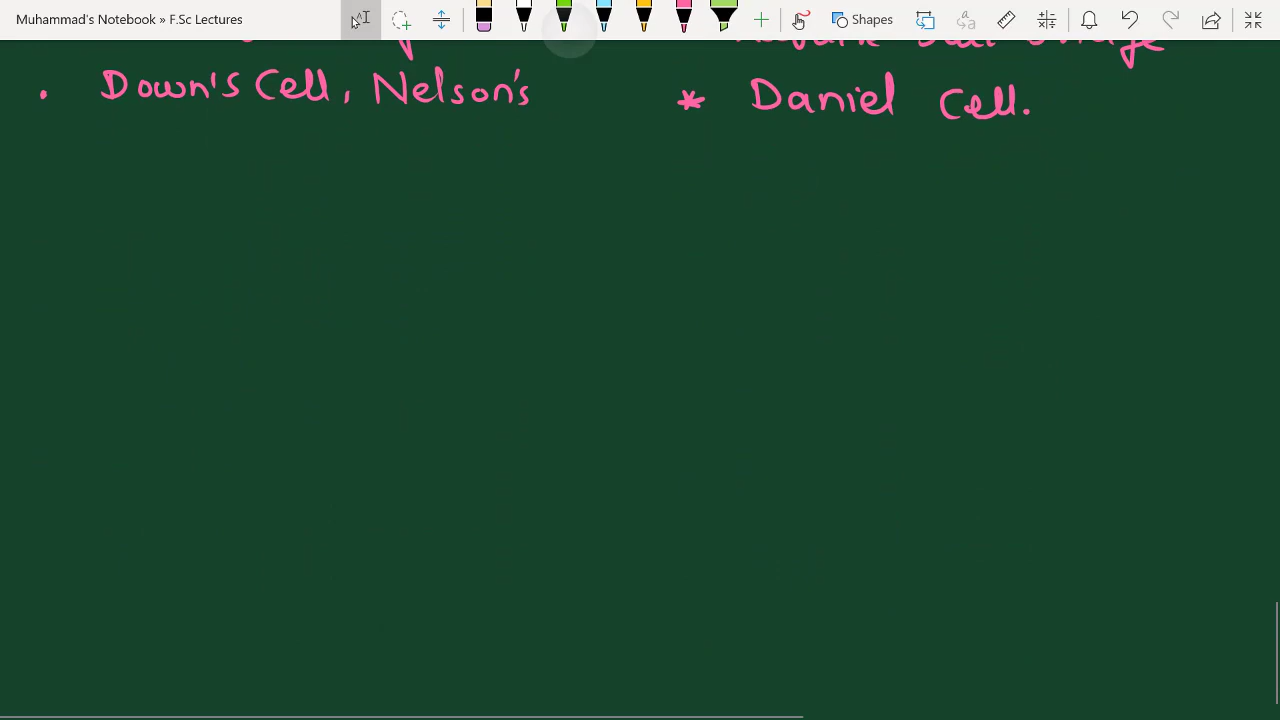 Muhammad's Notebook » F.Sc Lectures
Shapes
. Down's Cell, Nelson's
* Daniel Cell.